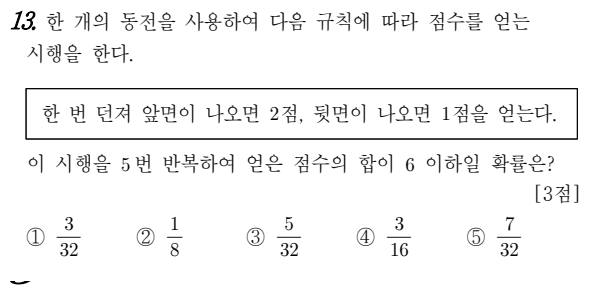 13. 한 개의 동전을 사용하여 다음 규칙에 따라 점수를 얻는
시행을 한다.
한 번 던져 앞면이 나오면 2점, 뒷면이 나오면 1점을 얻는다.
이 시행을 5번 반복하여 얻은 점수의 합이 6 이하일 확률은?
[3점]
① 3/32 ② 1/8 ③ 5/32 ④ 3/16 ⑤ 7/32